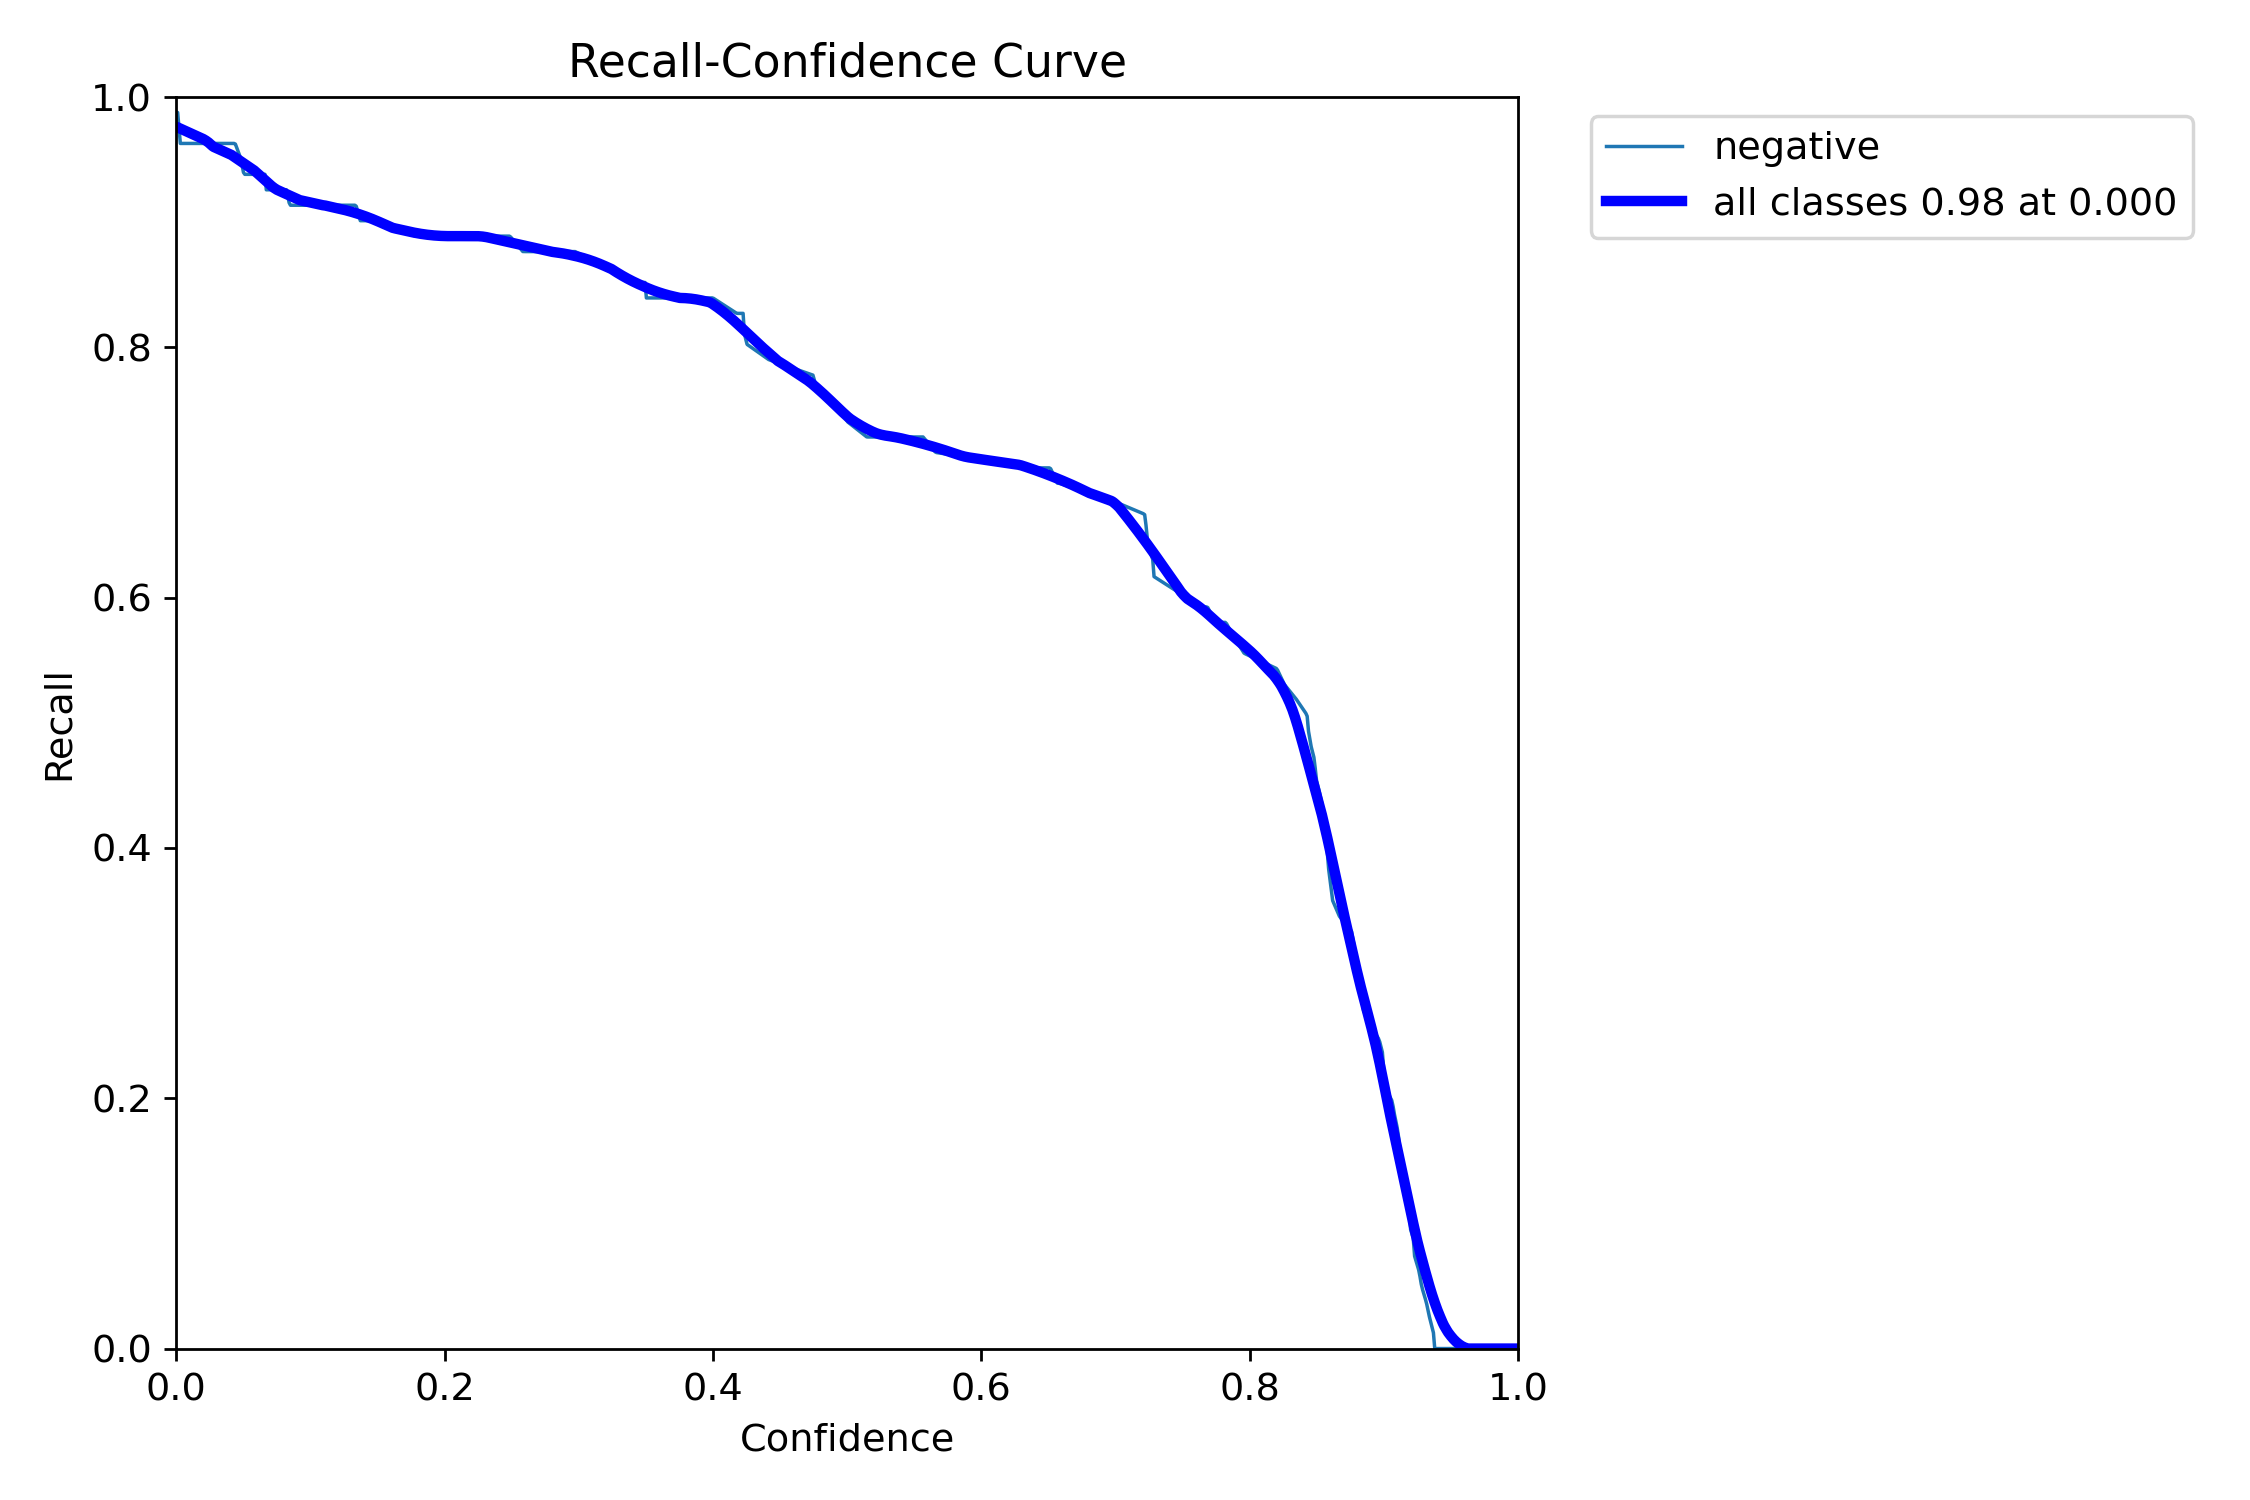 Recall-Confidence Curve
negative
all classes 0.98 at 0.000
1.0
0.8
0.6
0.4
0.2
0.0
Recall
0.0 0.2 0.4 0.6 0.8 1.0
Confidence